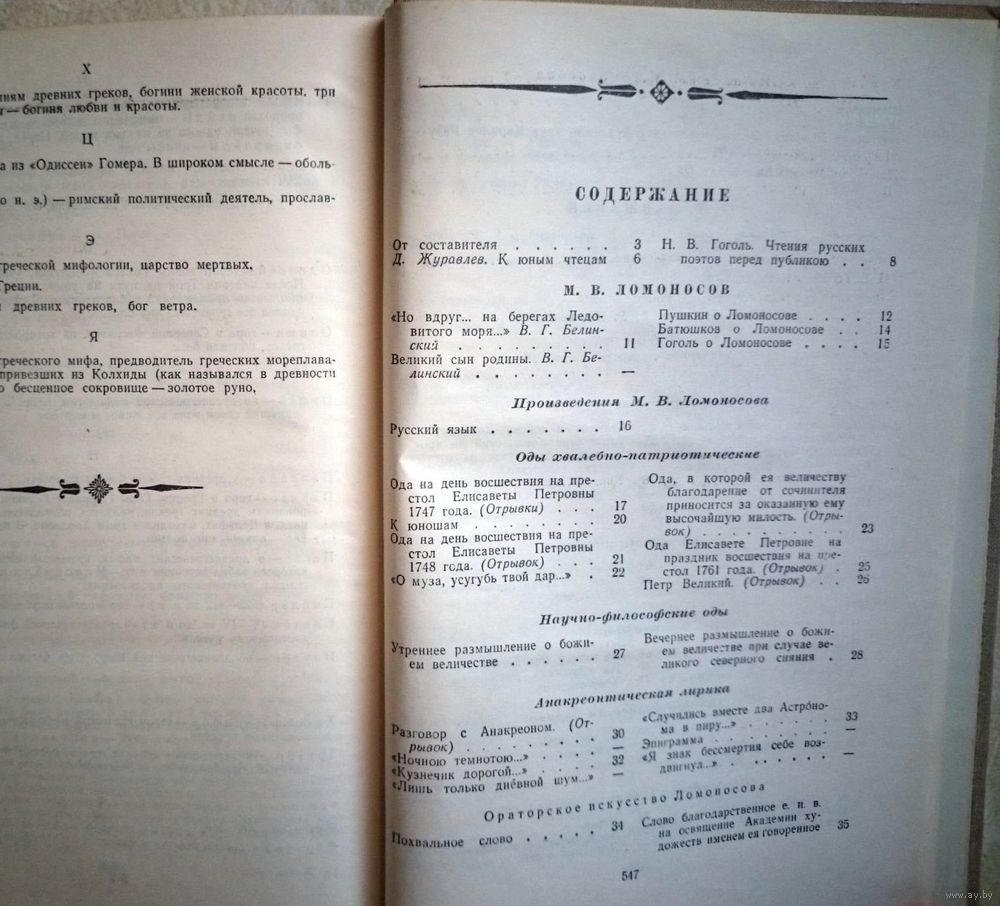 Х
ниям древних греков, богини женской красоты. три
— богиня любви и красоты.
Ц
а из «Одиссеи» Гомера. В широком смысле — оболь-
о н. э.) — римский политический деятель, прослав-
Э
греческой мифологии, царство мертвых.
Греции.
древних греков, бог ветра.
Я
греческого мифа, предводитель греческих мореплава-
привезших из Колхиды (как назывался в древности
о бесценное сокровище — золотое руно,
СОДЕРЖАНИЕ
От составителя . . . . . . 3
Д. Журавлев. К юным чтецам 6
Н. В. Гоголь. Чтения русских
поэтов перед публикою . . 8
М. В. ЛОМОНОСОВ
«Но вдруг... на берегах Ледо-
витого моря...» В. Г. Белин-
ский . . . . . . . . . 11
Великий сын родины. В. Г. Бе-
линский . . . . . . . . —
Пушкин о Ломоносове . . . . 12
Батюшков о Ломоносове . . 14
Гоголь о Ломоносове . . . . 15
Произведения М. В. Ломоносова
Русский язык . . . . . . . 16
Оды хвалебно-патриотические
Ода на день восшествия на пре-
стол Елисаветы Петровны
1747 года. (Отрывки) . . . 17
К юношам . . . . . . . . 20
Ода на день восшествия на пре-
стол Елисаветы Петровны
1748 года. (Отрывок) . . . 21
«О муза, усугубь твой дар...» . 22
Ода, в которой ея величеству
благодарение от сочинителя
приносится за оказанную ему
высочайшую милость. (Отры-
вок) . . . . . . . . . 23
Ода Елисавете Петровне на
праздник восшествия на пре-
стол 1761 года. (Отрывок) . 25
Петр Великий. (Отрывок) . . 26
Научно-философские оды
Утреннее размышление о божи-
ем величестве . . . . . . 27
Вечернее размышление о божи-
ем величестве при случае ве-
ликого северного сияния . 28
Анакреонтическая лирика
Разговор с Анакреоном. (От-
рывок) . . . . . . . . . 30
«Ночною темнотою...» . . . . —
«Кузнечик дорогой...» . . . . 32
«Лишь только дневной шум...» —
«Случились вместе два Астроно-
ма в пиру...» . . . . . . . 33
Эпиграмма . . . . . . . . —
«Я знак бессмертия себе воз-
двигнул...» . . . . . . . —
Ораторское искусство Ломоносова
Похвальное слово . . . . . 34
Слово благодарственное е. и. в.
на освящение Академии ху-
дожеств именем ея говоренное 35
547
www.ay.by